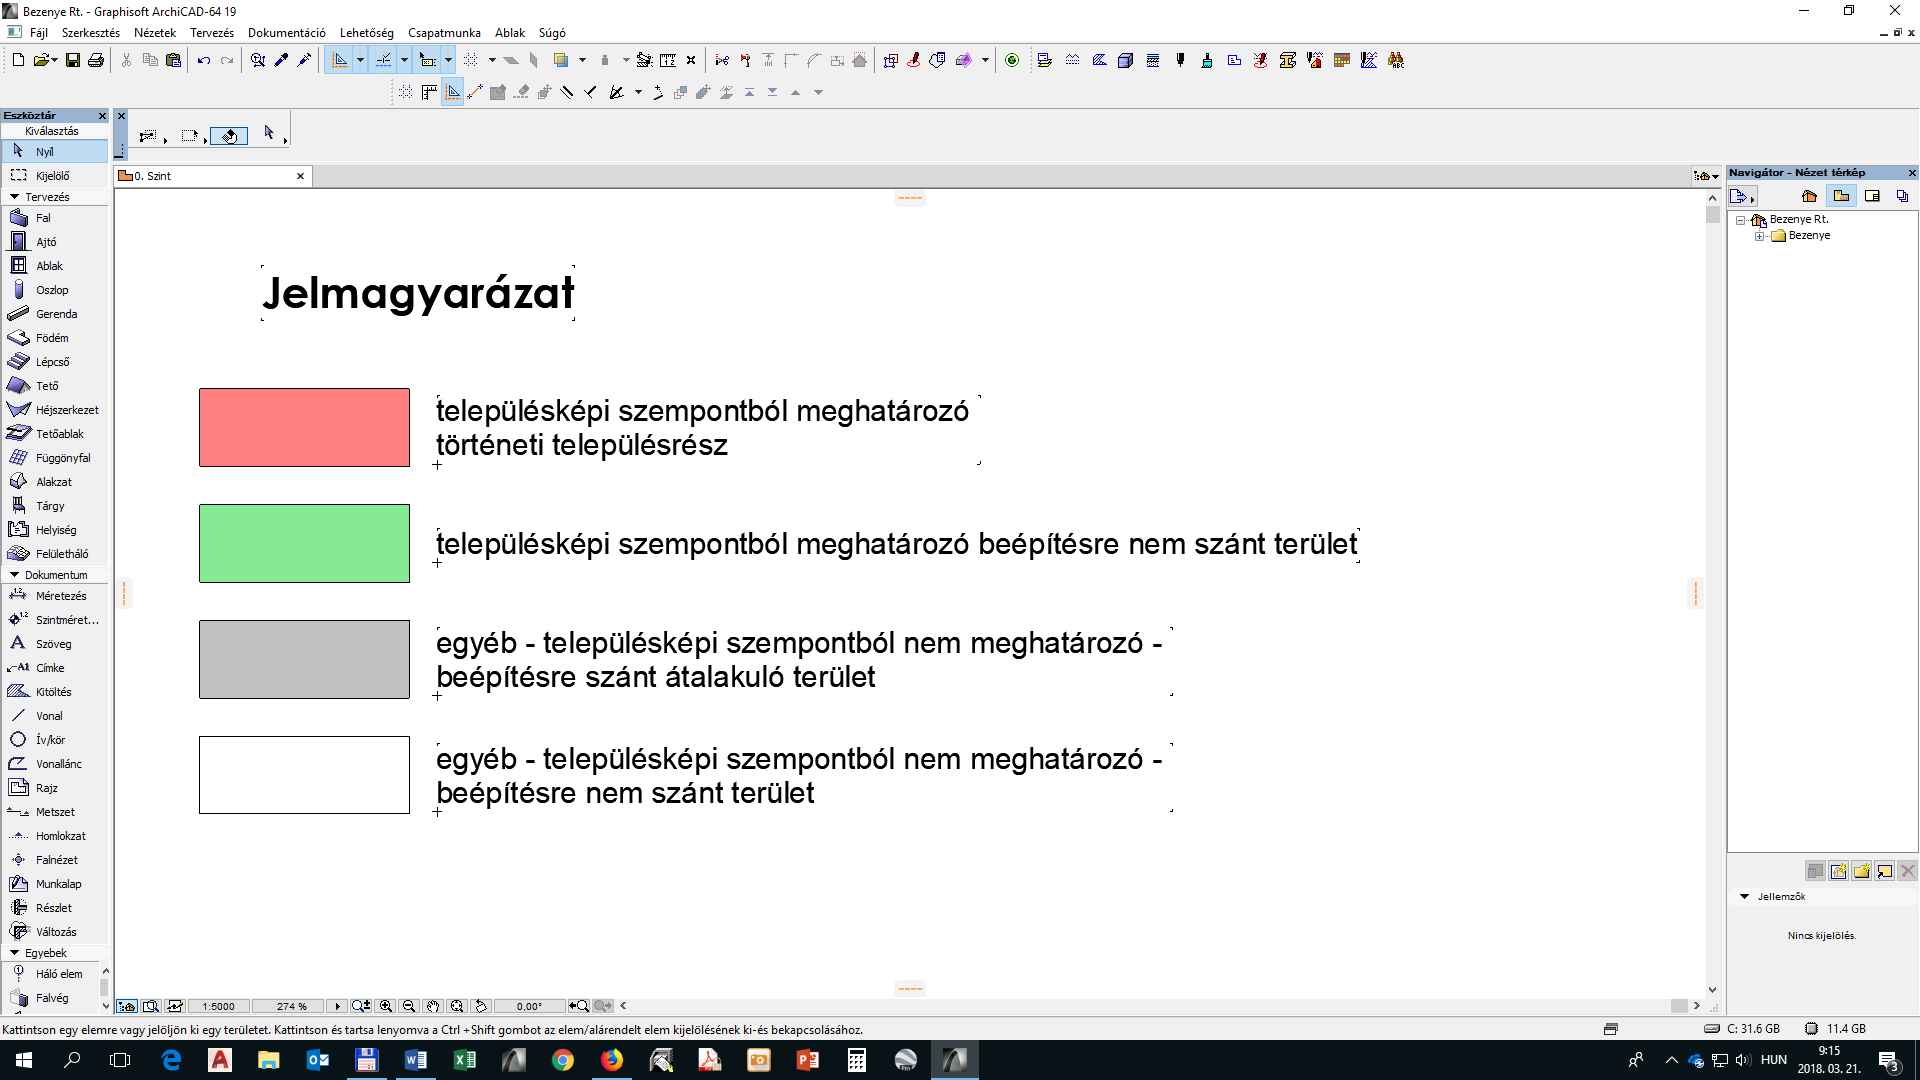 Bezenye Rt. - Graphisoft ArchiCAD-64 19
Fájl Szerkesztés Nézetek Tervezés Dokumentáció Lehetőség Csapatmunka Ablak Súgó
Eszköztár
Kiválasztás
Nyíl
Kijelölő
Tervezés
Fal
Ajtó
Ablak
Oszlop
Gerenda
Födém
Lépcső
Tető
Héjszerkezet
Tetőablak
Függönyfal
Alakzat
Tárgy
Helyiség
Felületháló
Dokumentum
Méretezés
Szintméret...
Szöveg
Címke
Kitöltés
Vonal
Ív/kör
Vonallánc
Rajz
Metszet
Homlokzat
Falnézet
Munkalap
Részlet
Változás
Egyebek
Háló elem
Falvég
0. Szint
Jelmagyarázat
településképi szempontból meghatározó
történeti településrész
településképi szempontból meghatározó beépítésre nem szánt terület
egyéb - településképi szempontból nem meghatározó -
beépítésre szánt átalakuló terület
egyéb - településképi szempontból nem meghatározó -
beépítésre nem szánt terület
Navigátor - Nézet térkép
Bezenye Rt.
Bezenye
Jellemzők
Nincs kijelölés.
1:5000 274 % 0,00°
Kattintson egy elemre vagy jelöljön ki egy területet. Kattintson és tartsa lenyomva a Ctrl +Shift gombot az elem/alárendelt elem kijelölésének ki-és bekapcsolásához.
C: 31.6 GB 11.4 GB
HUN
9:15
2018. 03. 21.
3